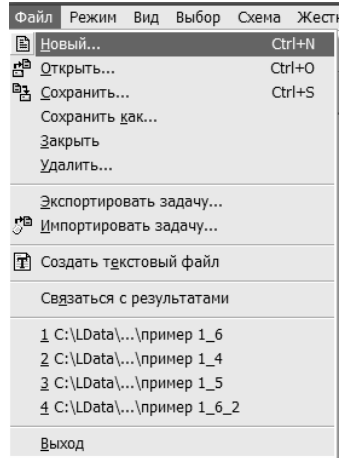 Файл Режим Вид Выбор Схема Жестк
Новый... Ctrl+N
Открыть... Ctrl+O
Сохранить... Ctrl+S
Сохранить как...
Закрыть
Удалить...
Экспортировать задачу...
Импортировать задачу...
Создать текстовый файл
Связаться с результатами
1 C:\LData\...\пример 1_6
2 C:\LData\...\пример 1_4
3 C:\LData\...\пример 1_5
4 C:\LData\...\пример 1_6_2
Выход